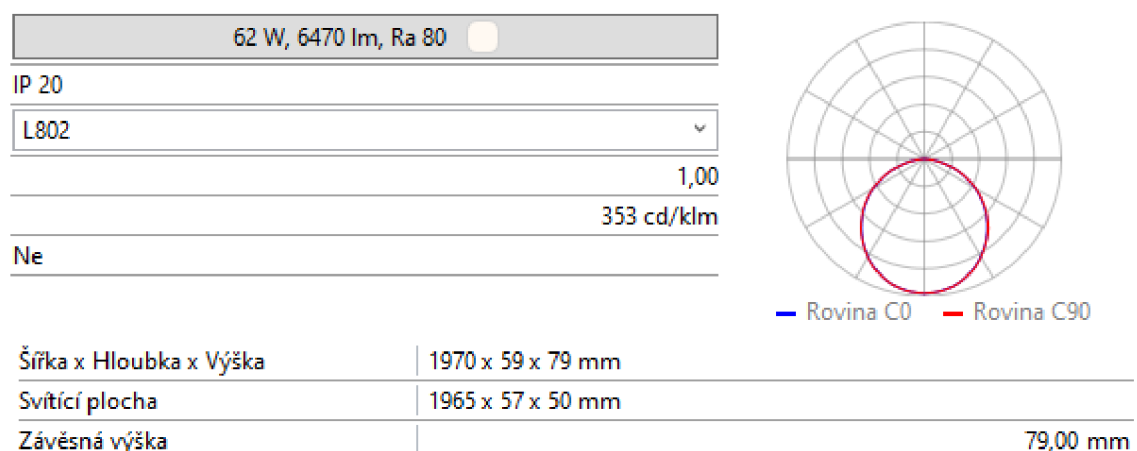 62 W, 6470 lm, Ra 80
IP 20
L802
1,00
353 cd/klm
Ne
Rovina C0 Rovina C90
Šířka x Hloubka x Výška 1970 x 59 x 79 mm
Svítící plocha 1965 x 57 x 50 mm
Závěsná výška 79,00 mm